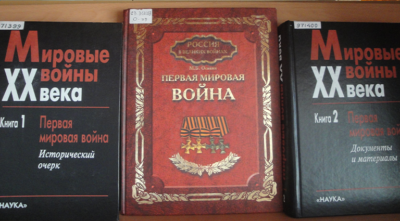 Мировые
войны
XX
века
Книга 1
Первая
мировая война
Исторический
очерк
"НАУКА"
РОССИЯ
ПЕРВАЯ МИРОВАЯ
ВОЙНА
Мировые
войны
XX
века
Книга 2
Первая
мировая война
Документы
и материалы
"НАУКА"